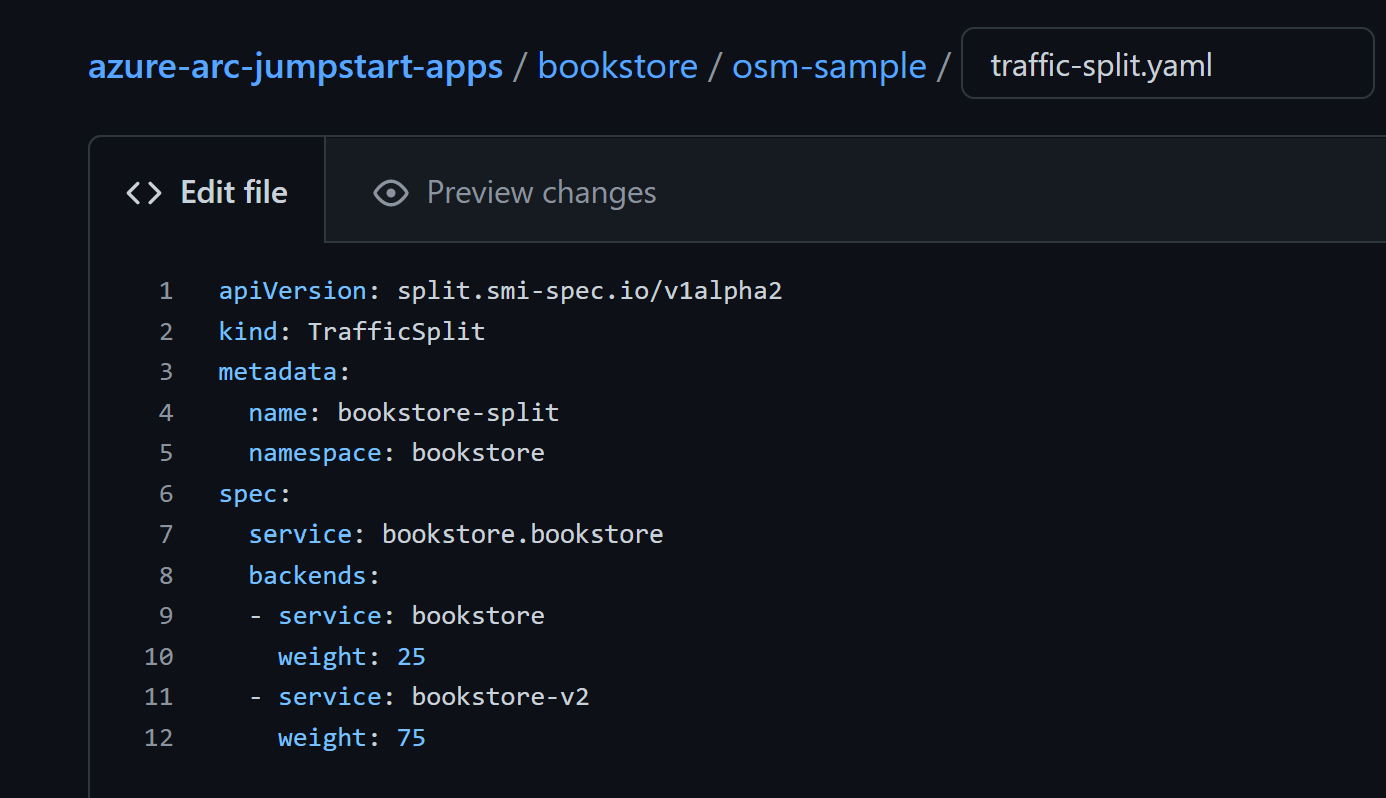 azure-arc-jumpstart-apps / bookstore / osm-sample / traffic-split.yaml
<> Edit file Preview changes
1 apiVersion: split.smi-spec.io/v1alpha2
2 kind: TrafficSplit
3 metadata:
4   name: bookstore-split
5   namespace: bookstore
6 spec:
7   service: bookstore.bookstore
8   backends:
9   - service: bookstore
10     weight: 25
11   - service: bookstore-v2
12     weight: 75